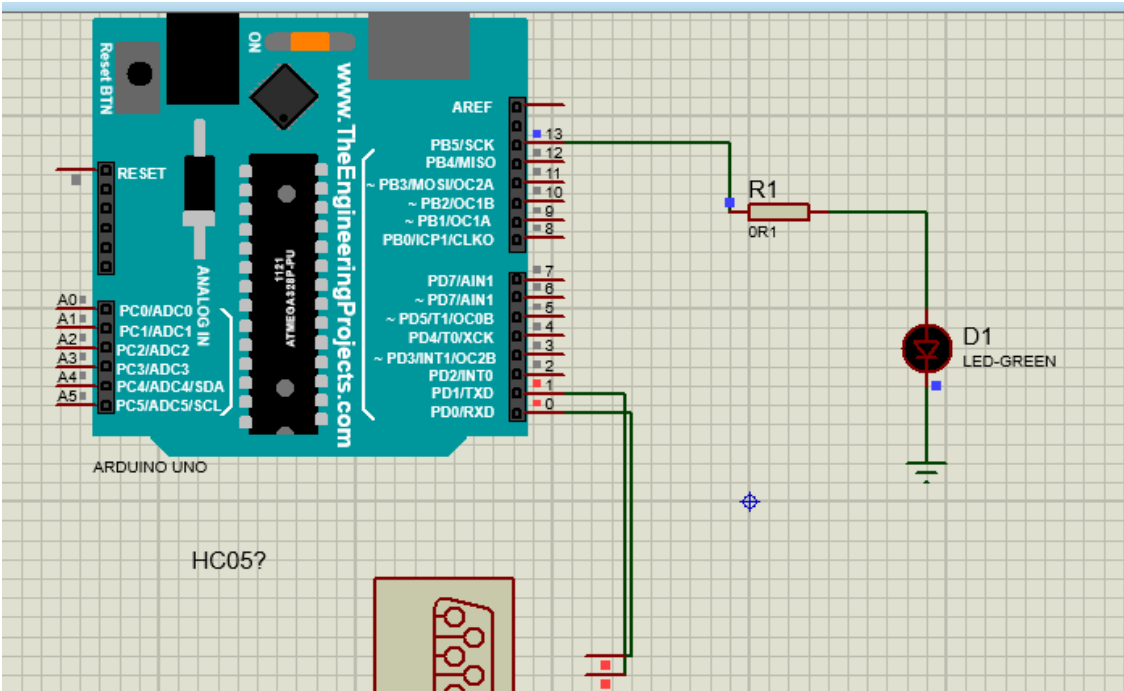 Reset BTN
ON
www.TheEngineeringProjects.com
RESET
ANALOG IN
1121
ATMEGA328P-PU
A0
PC0/ADC0
A1
PC1/ADC1
A2
PC2/ADC2
A3
PC3/ADC3
A4
PC4/ADC4/SDA
A5
PC5/ADC5/SCL
AREF
PB5/SCK
13
PB4/MISO
12
~ PB3/MOSI/OC2A
11
~ PB2/OC1B
10
~ PB1/OC1A
9
PB0/ICP1/CLKO
8
PD7/AIN1
7
~ PD7/AIN1
6
~ PD5/T1/OC0B
5
PD4/T0/XCK
4
~ PD3/INT1/OC2B
3
PD2/INT0
2
PD1/TXD
1
PD0/RXD
0
R1
0R1
D1
LED-GREEN
ARDUINO UNO
HC05?